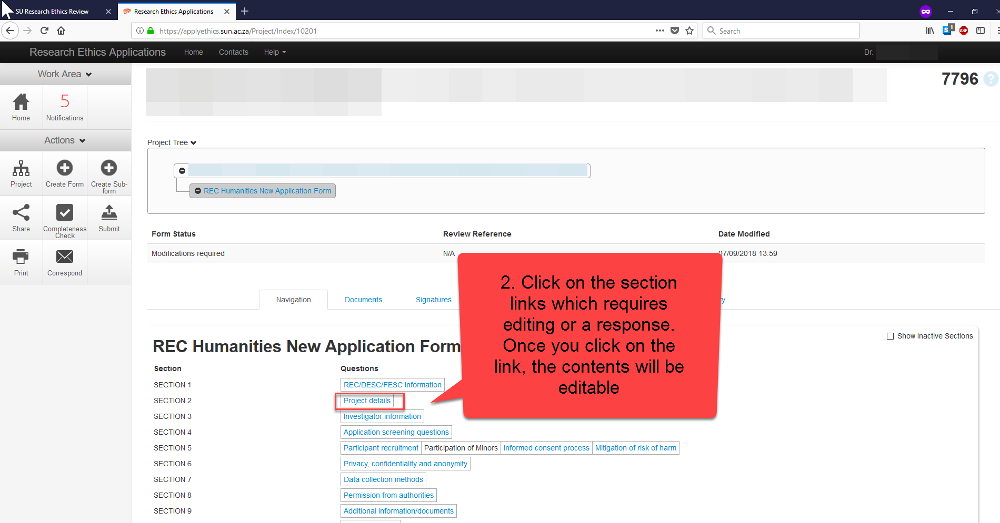 SU Research Ethics Review
Research Ethics Applications
https://applyethics.sun.ac.za/Project/Index/10201
Search
S 1
ABP
Research Ethics Applications
Home
Contacts
Help
Dr.
Work Area
7796 ?
Home
5
Notifications
Actions
Project
Create Form
Create Sub-
form
Share
Completeness
Check
Submit
Print
Correspond
Project Tree
REC Humanities New Application Form
Form Status Review Reference Date Modified
Modifications required N/A 07/09/2018 13:59
Navigation Documents Signatures y
2. Click on the section
links which requires
editing or a response.
Once you click on the
link, the contents will be
editable
Show Inactive Sections
REC Humanities New Application Form
Section Questions
SECTION 1 REC/DESC/FESC Information
SECTION 2 Project details
SECTION 3 Investigator information
SECTION 4 Application screening questions
SECTION 5 Participant recruitment Participation of Minors Informed consent process Mitigation of risk of harm
SECTION 6 Privacy, confidentiality and anonymity
SECTION 7 Data collection methods
SECTION 8 Permission from authorities
SECTION 9 Additional information/documents